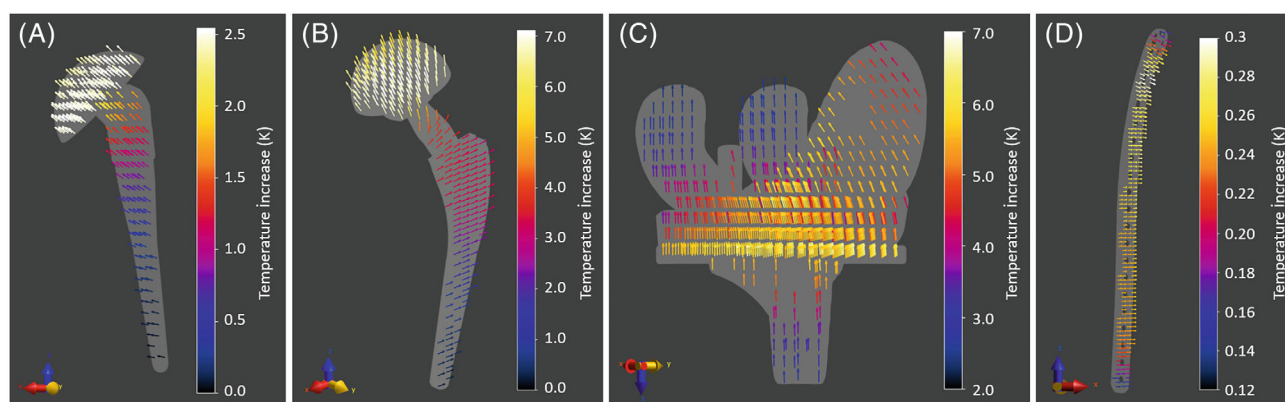 (A)
2.5
2.0
1.5
1.0
0.5
0.0
Temperature increase (K)
x
y
(B)
7.0
6.0
5.0
4.0
3.0
2.0
1.0
0.0
Temperature increase (K)
x
y
(C)
7.0
6.0
5.0
4.0
3.0
2.0
Temperature increase (K)
x
y
z
(D)
0.3
0.28
0.26
0.24
0.22
0.20
0.18
0.16
0.14
0.12
Temperature increase (K)
x